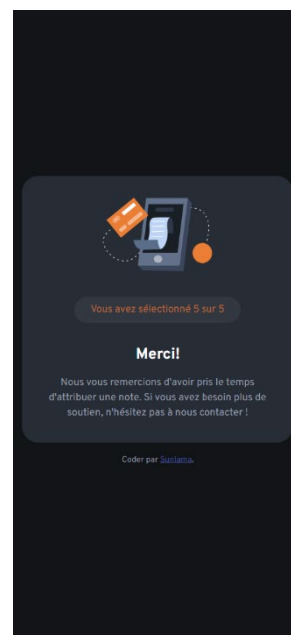 Vous avez sélectionné 5 sur 5
Merci!
Nous vous remercions d'avoir pris le temps
d'attribuer une note. Si vous avez besoin plus de
soutien, n'hésitez pas à nous contacter !
Coder par Sunlama.